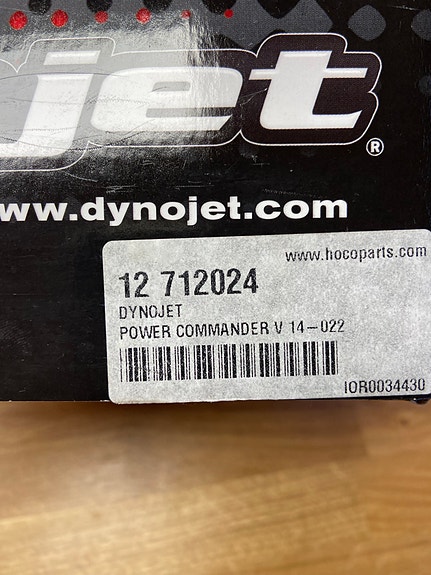 jet®
www.dynojet.com
www.hocoparts.com
12 712024
DYNOJET
POWER COMMANDER V 14-022
IOR0034430